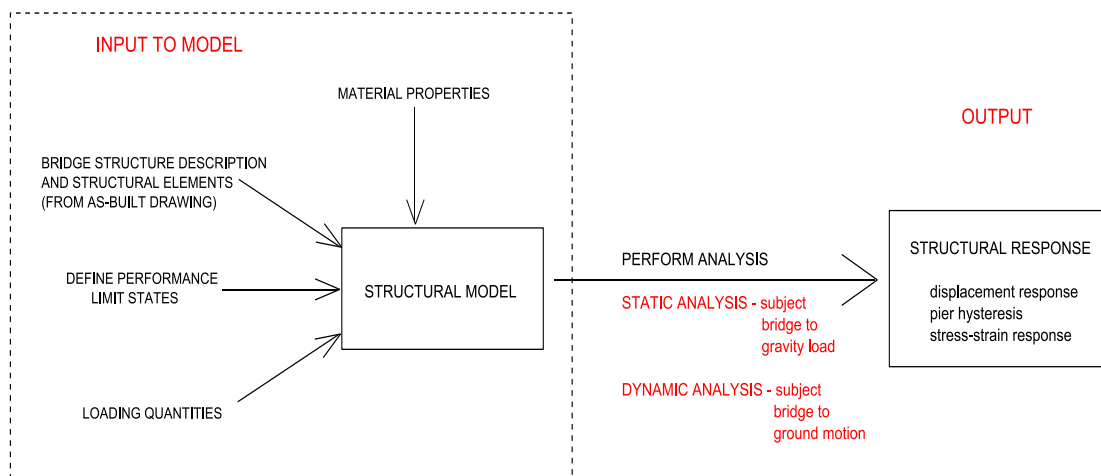 INPUT TO MODEL
MATERIAL PROPERTIES
BRIDGE STRUCTURE DESCRIPTION
AND STRUCTURAL ELEMENTS
(FROM AS-BUILT DRAWING)
DEFINE PERFORMANCE
LIMIT STATES
LOADING QUANTITIES
STRUCTURAL MODEL
PERFORM ANALYSIS
STATIC ANALYSIS - subject
bridge to
gravity load
DYNAMIC ANALYSIS - subject
bridge to
ground motion
OUTPUT
STRUCTURAL RESPONSE
displacement response
pier hysteresis
stress-strain response